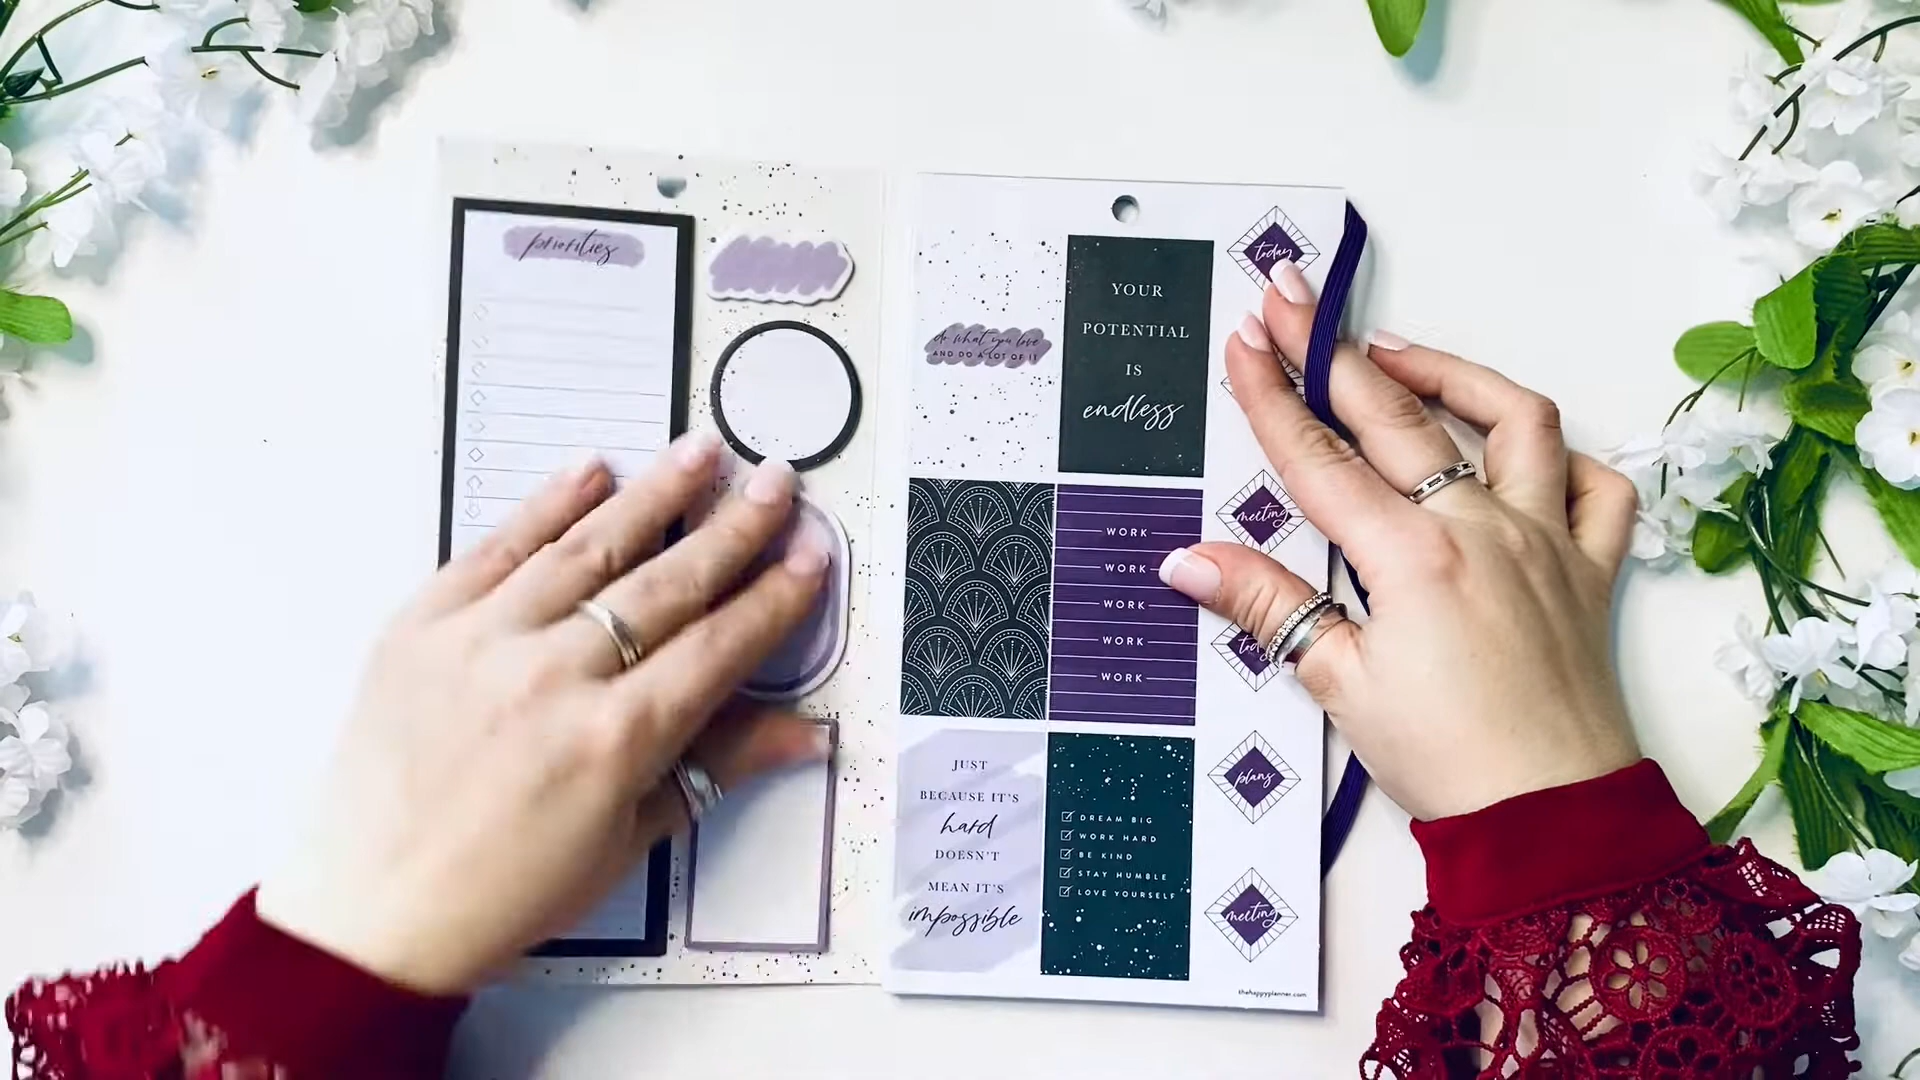 priorities
do what you love
AND DO A LOT OF IT
YOUR
POTENTIAL
IS
endless
WORK
WORK
WORK
WORK
WORK
JUST
BECAUSE IT'S
hard
DOESN'T
MEAN IT'S
impossible
DREAM BIG
WORK HARD
BE KIND
STAY HUMBLE
LOVE YOURSELF
today
meeting
today
plans
meeting
thehappyplanner.com